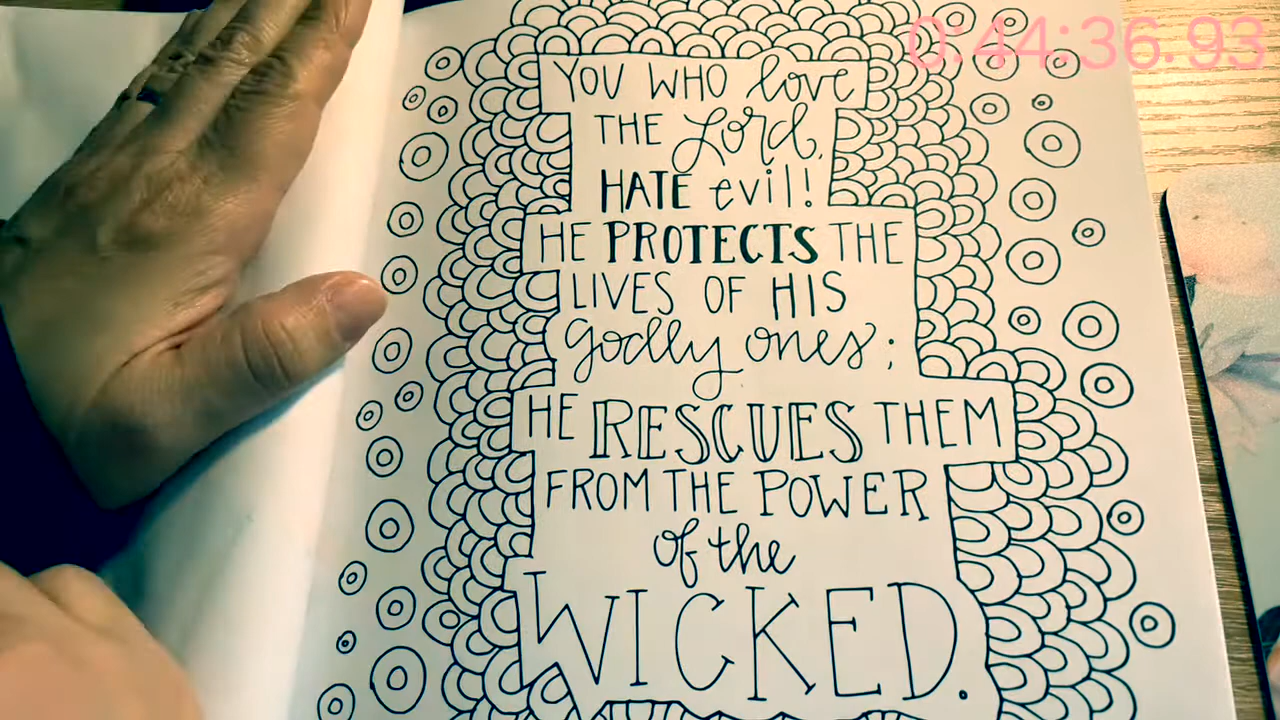 0:44:36.93
YOU WHO love
THE Lord,
HATE evil!
HE PROTECTS THE
LIVES OF HIS
godly ones;
HE RESCUES THEM
FROM THE POWER
of the
WICKED.